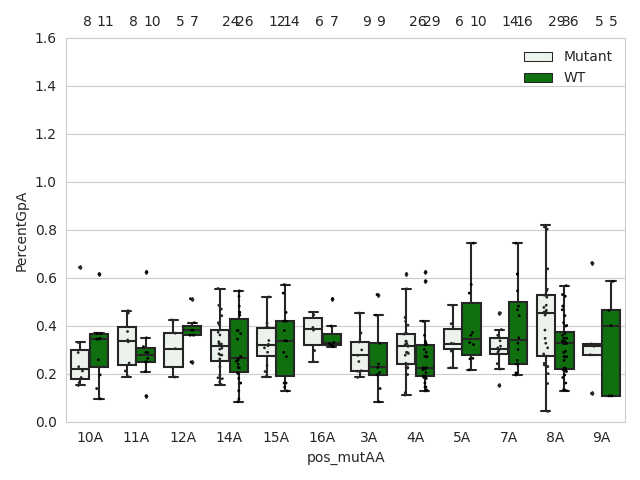 8 11 8 10 5 7 24 26 12 14 6 7 9 9 26 29 6 10 14 16 29 36 5 5
1.6
Mutant
WT
1.4
1.2
1.0
0.8
0.6
0.4
0.2
0.0
PercentGpA
10A 11A 12A 14A 15A 16A 3A 4A 5A 7A 8A 9A
pos_mutAA